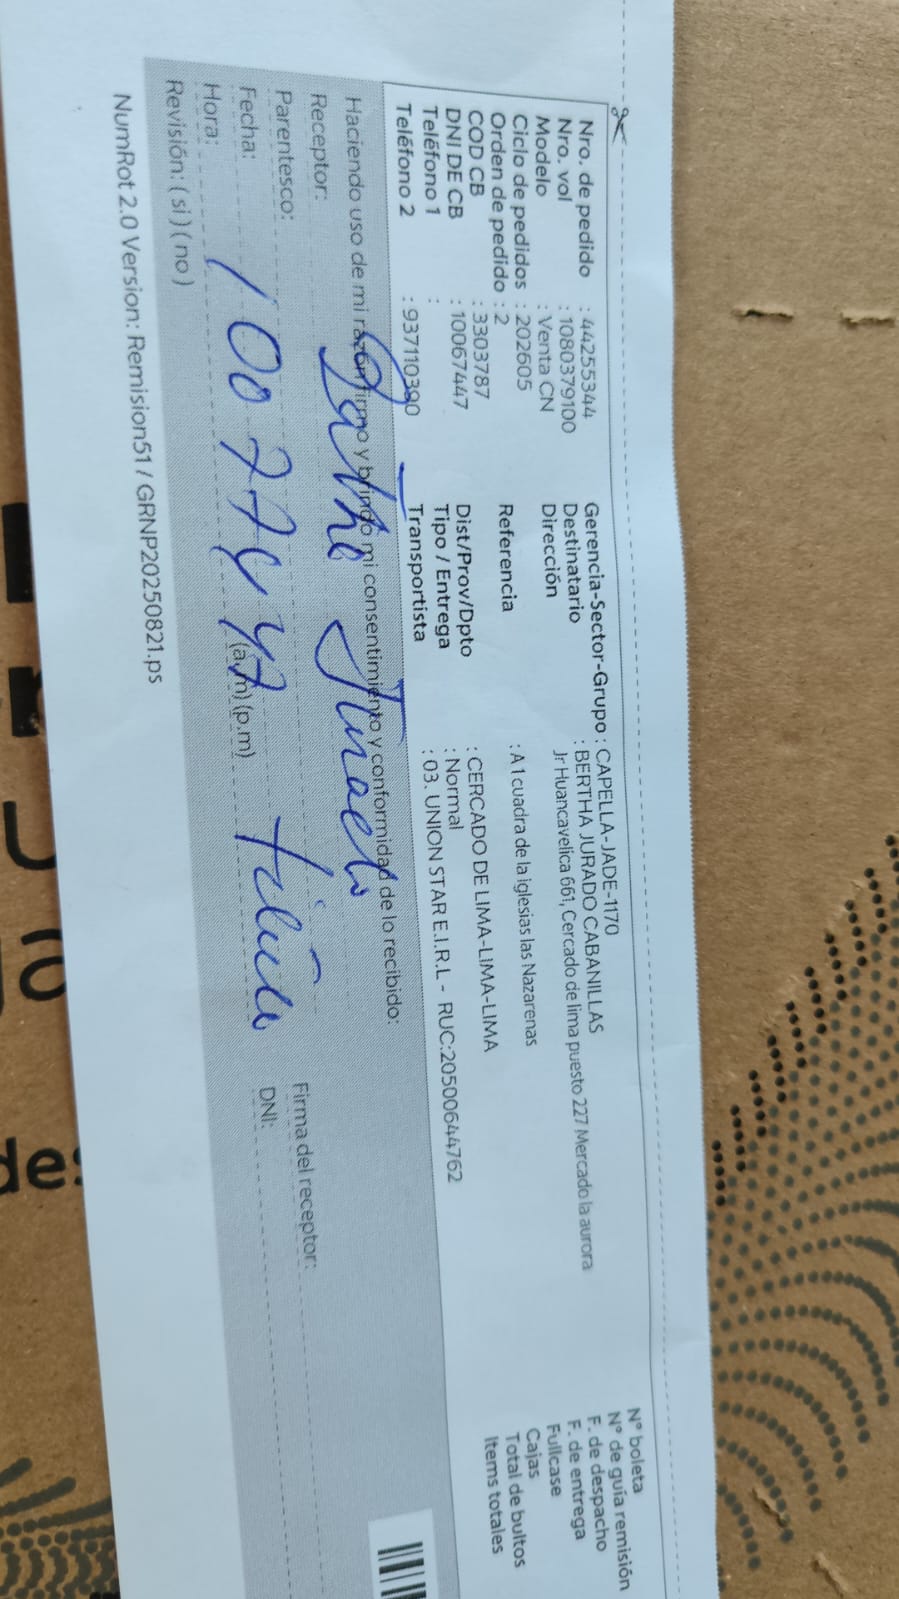 Nro. de pedido : 44255344
Nro. vol : 1080379100
Modelo : Venta CN
Ciclo de pedidos : 202605
Orden de pedido : 2
COD CB : 3303787
DNI DE CB : 10067447
Teléfono 1 :
Teléfono 2 : 937110390
Gerencia-Sector-Grupo : CAPELLA-JADE-1170
Destinatario : BERTHA JURADO CABANILLAS
Dirección Jr Huancavelica 661, Cercado de lima puesto 227 Mercado la aurora
Referencia : A 1 cuadra de la iglesias las Nazarenas
Dist/Prov/Dpto : CERCADO DE LIMA-LIMA-LIMA
Tipo / Entrega : Normal
Transportista : 03. UNION STAR E.I.R.L - RUC:20500644762
N° boleta
N° de guía remisión
F. de despacho
F. de entrega
Fullcase
Cajas
Total de bultos
Items totales
Haciendo uso de mi razón firmo y brindo mi consentimiento y conformidad de lo recibido:
Receptor:
Parentesco:
Firma del receptor:
Fecha:
DNI:
Hora: (a.m) (p.m)
Revisión: ( si ) ( no )
NumRot 2.0 Version: Remision51 / GRNP20250821.ps
des